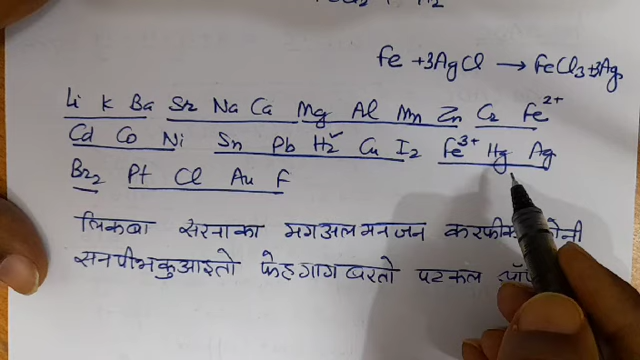 Fe + 3AgCl → FeCl3 + 3Ag
Li K Ba Sr Na Ca Mg Al Mn Zn Cr Fe2+
Cd Co Ni Sn Pb H2 Cu I2 Fe3+ Hg Ag
Br2 Pt Cl Au F
लिकबा सरनाका मगअलमनजन
सनपीभकुआइतो फेहगागबरतो पटकल